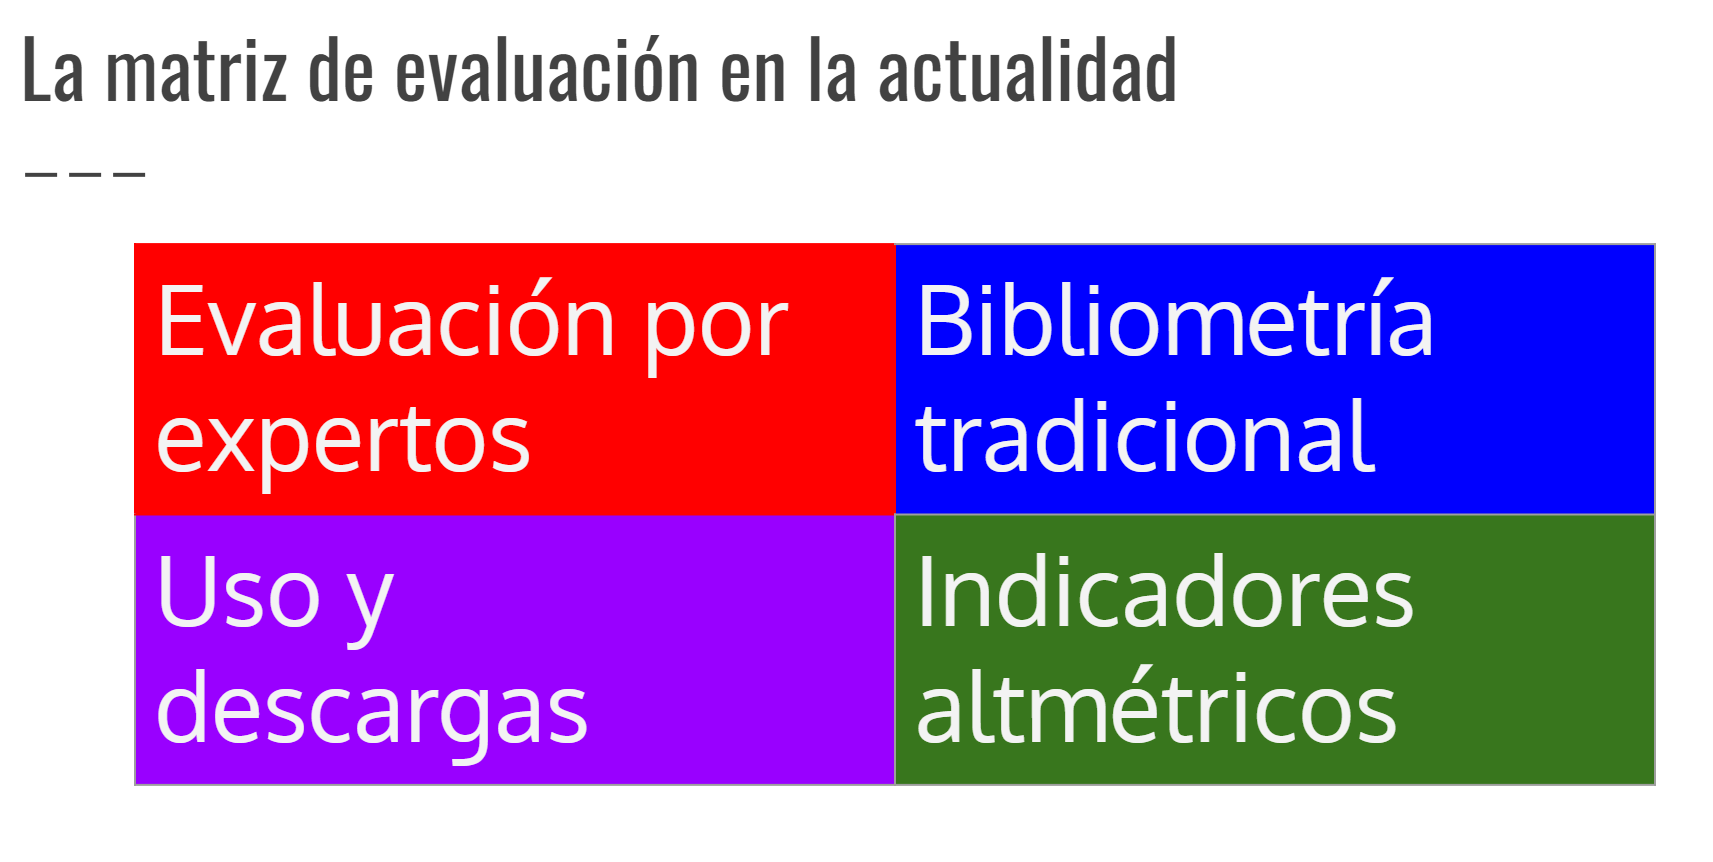 La matriz de evaluación en la actualidad
Evaluación por
expertos
Bibliometría
tradicional
Uso y
descargas
Indicadores
altmétricos